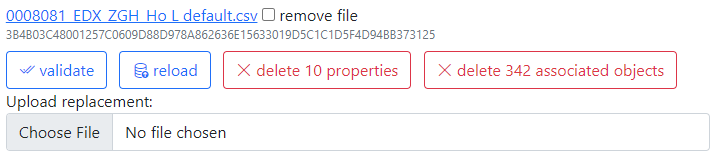 0008081_EDX_ZGH_Ho L default.csv remove file
3B4B03C48001257C0609D88D978A862636E15633019D5C1C1D5F4D94BB373125
validate reload delete 10 properties delete 342 associated objects
Upload replacement:
Choose File No file chosen